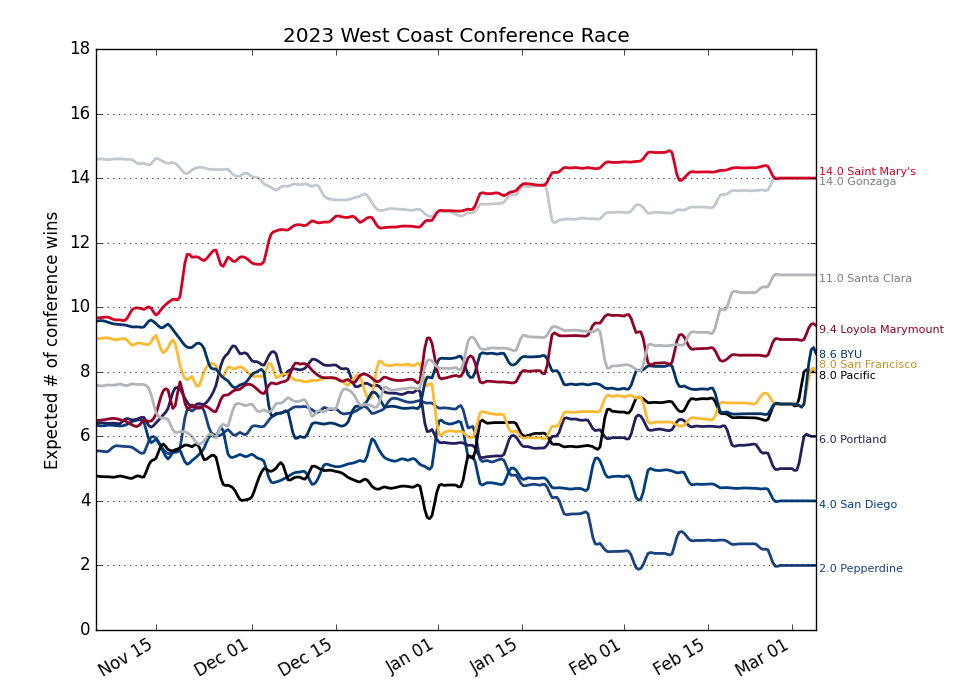 2023 West Coast Conference Race
Expected # of conference wins
18
16
14
12
10
8
6
4
2
0
14.0 Saint Mary's
14.0 Gonzaga
11.0 Santa Clara
9.4 Loyola Marymount
8.6 BYU
8.0 San Francisco
8.0 Pacific
6.0 Portland
4.0 San Diego
2.0 Pepperdine
Nov 15
Dec 01
Dec 15
Jan 01
Jan 15
Feb 01
Feb 15
Mar 01